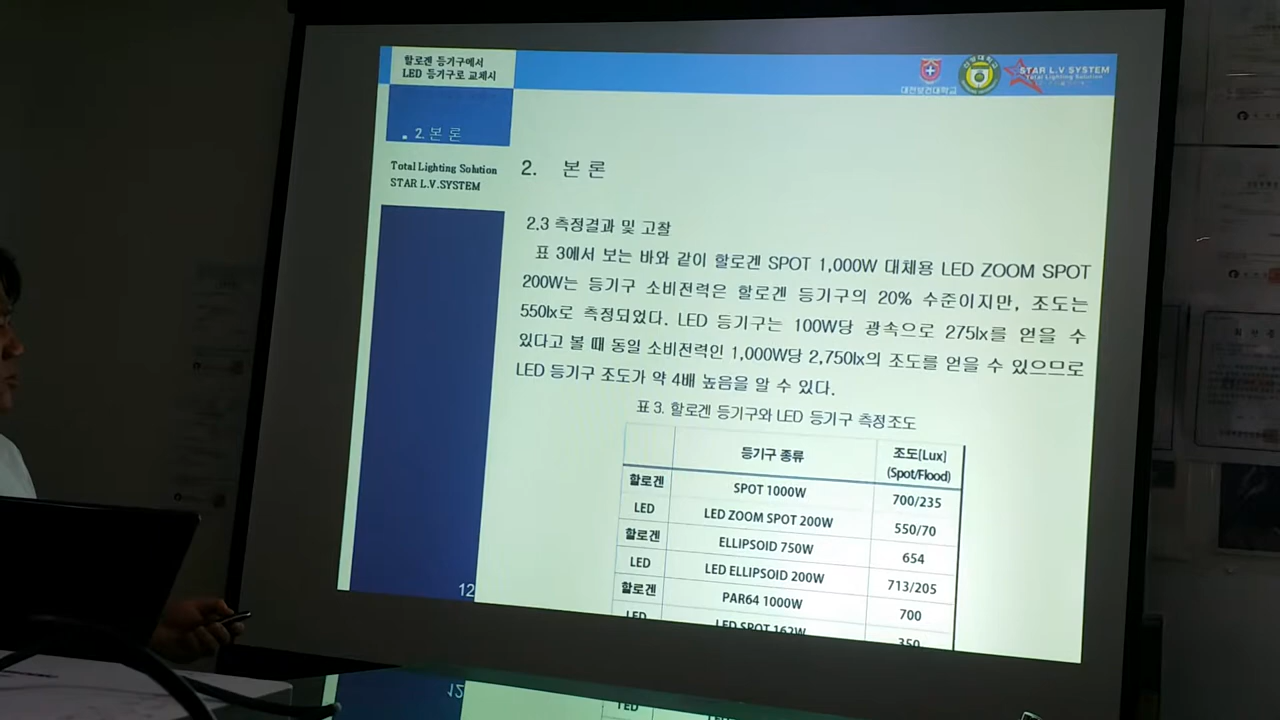 할로겐 등기구에서
LED 등기구로 교체시
대전보건대학교
STAR L.V SYSTEM
Total Lighting Solution
▪ 2. 본 론
Total Lighting Solution
STAR L.V.SYSTEM
2. 본 론
2.3 측정결과 및 고찰
표 3에서 보는 바와 같이 할로겐 SPOT 1,000W 대체용 LED ZOOM SPOT
200W는 등기구 소비전력은 할로겐 등기구의 20% 수준이지만, 조도는
550lx로 측정되었다. LED 등기구는 100W당 광속으로 275lx를 얻을 수
있다고 볼 때 동일 소비전력인 1,000W당 2,750lx의 조도를 얻을 수 있으므로
LED 등기구 조도가 약 4배 높음을 알 수 있다.
표 3. 할로겐 등기구와 LED 등기구 측정조도
등기구 종류 조도[Lux]
(Spot/Flood)
할로겐 SPOT 1000W 700/235
LED LED ZOOM SPOT 200W 550/70
할로겐 ELLIPSOID 750W 654
LED LED ELLIPSOID 200W 713/205
할로겐 PAR64 1000W 700
LED LED SPOT 162W 350
12